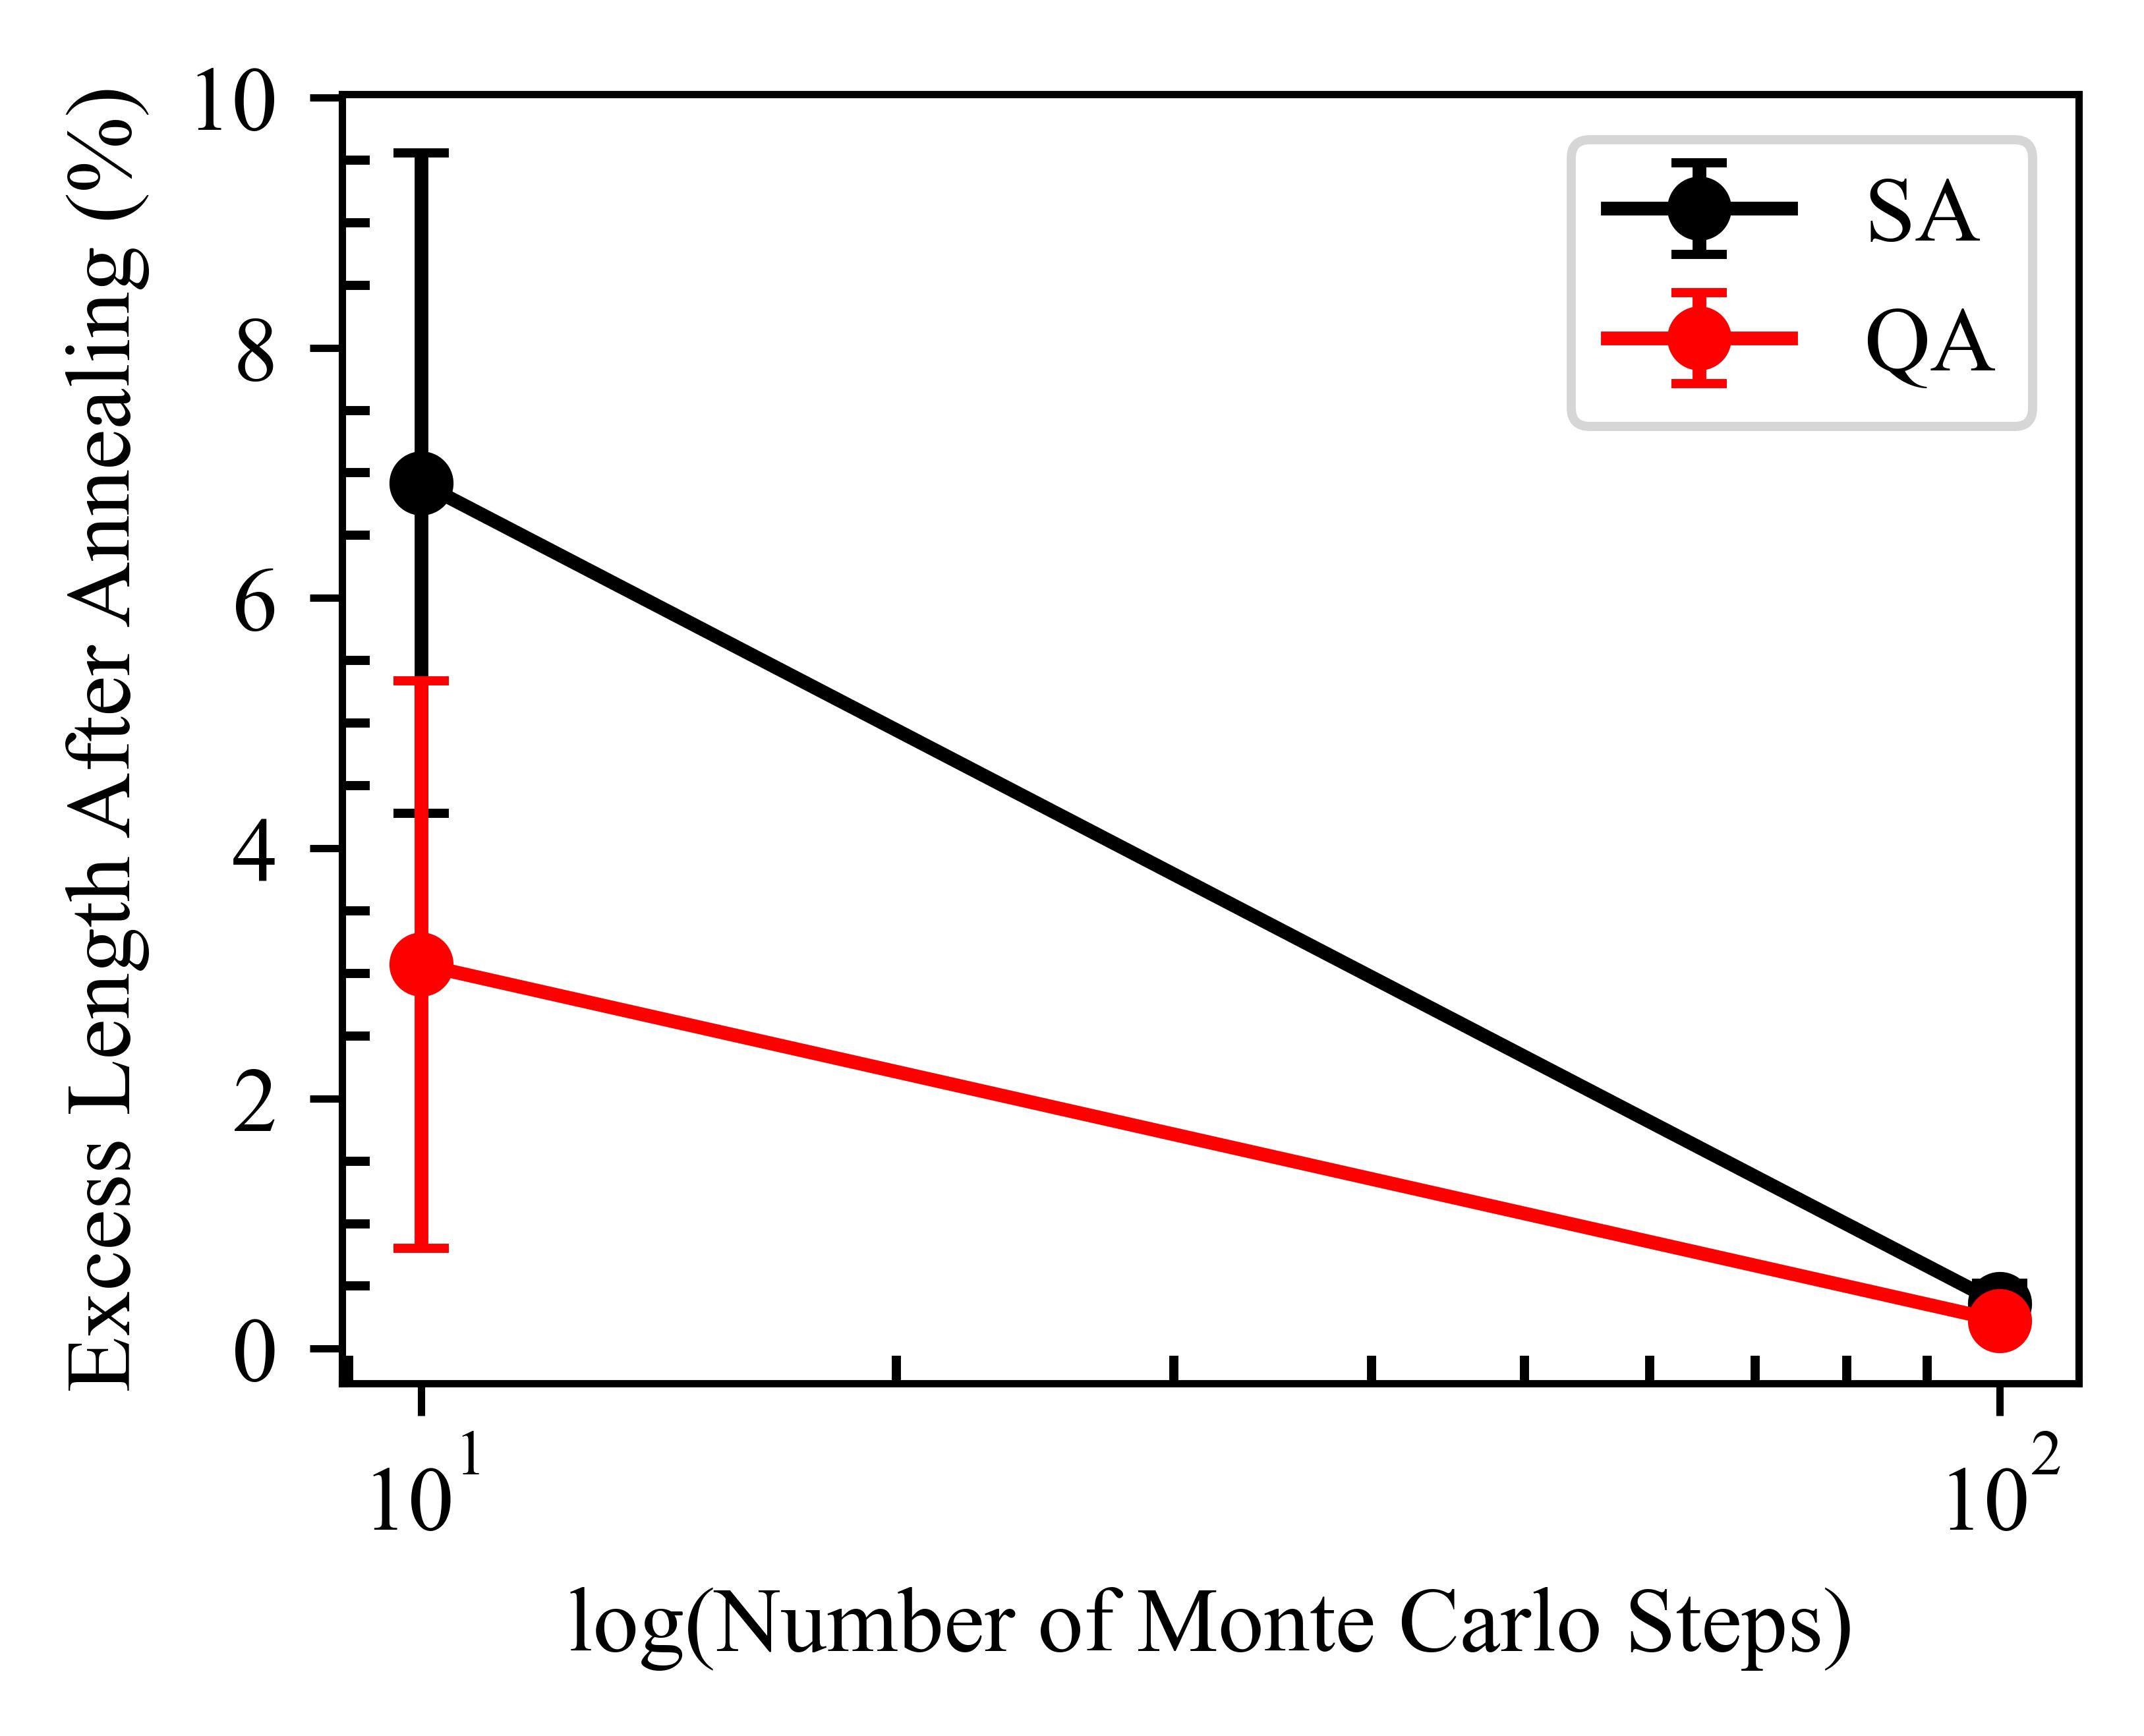 Excess Length After Annealing (%)
10
8
6
4
2
0
SA
QA
10^1
10^2
log(Number of Monte Carlo Steps)